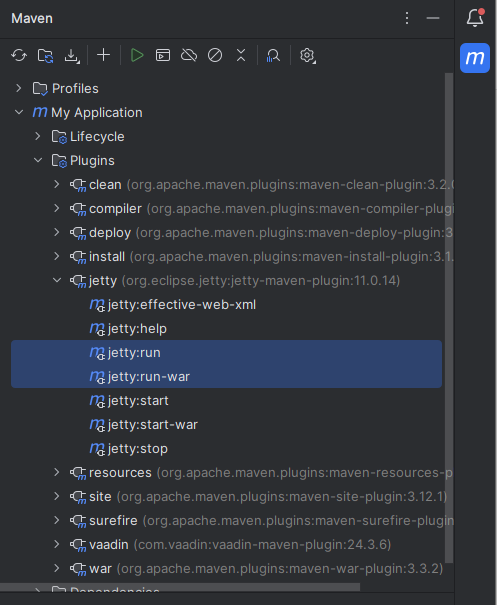 Maven
m
Profiles
m My Application
Lifecycle
Plugins
clean (org.apache.maven.plugins:maven-clean-plugin:3.2.0
compiler (org.apache.maven.plugins:maven-compiler-plugi
deploy (org.apache.maven.plugins:maven-deploy-plugin:3
install (org.apache.maven.plugins:maven-install-plugin:3.1.
jetty (org.eclipse.jetty:jetty-maven-plugin:11.0.14)
jetty:effective-web-xml
jetty:help
jetty:run
jetty:run-war
jetty:start
jetty:start-war
jetty:stop
resources (org.apache.maven.plugins:maven-resources-p
site (org.apache.maven.plugins:maven-site-plugin:3.12.1)
surefire (org.apache.maven.plugins:maven-surefire-plugin
vaadin (com.vaadin:vaadin-maven-plugin:24.3.6)
war (org.apache.maven.plugins:maven-war-plugin:3.3.2)
Dependencies